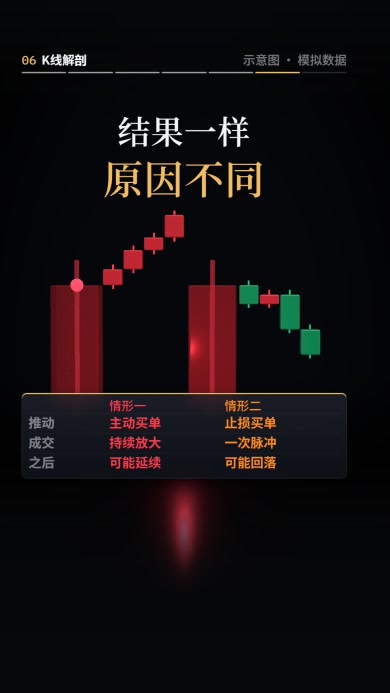 06 K线解剖 示意图 · 模拟数据
结果一样
原因不同
情形一 情形二
推动 主动买单 止损买单
成交 持续放大 一次脉冲
之后 可能延续 可能回落